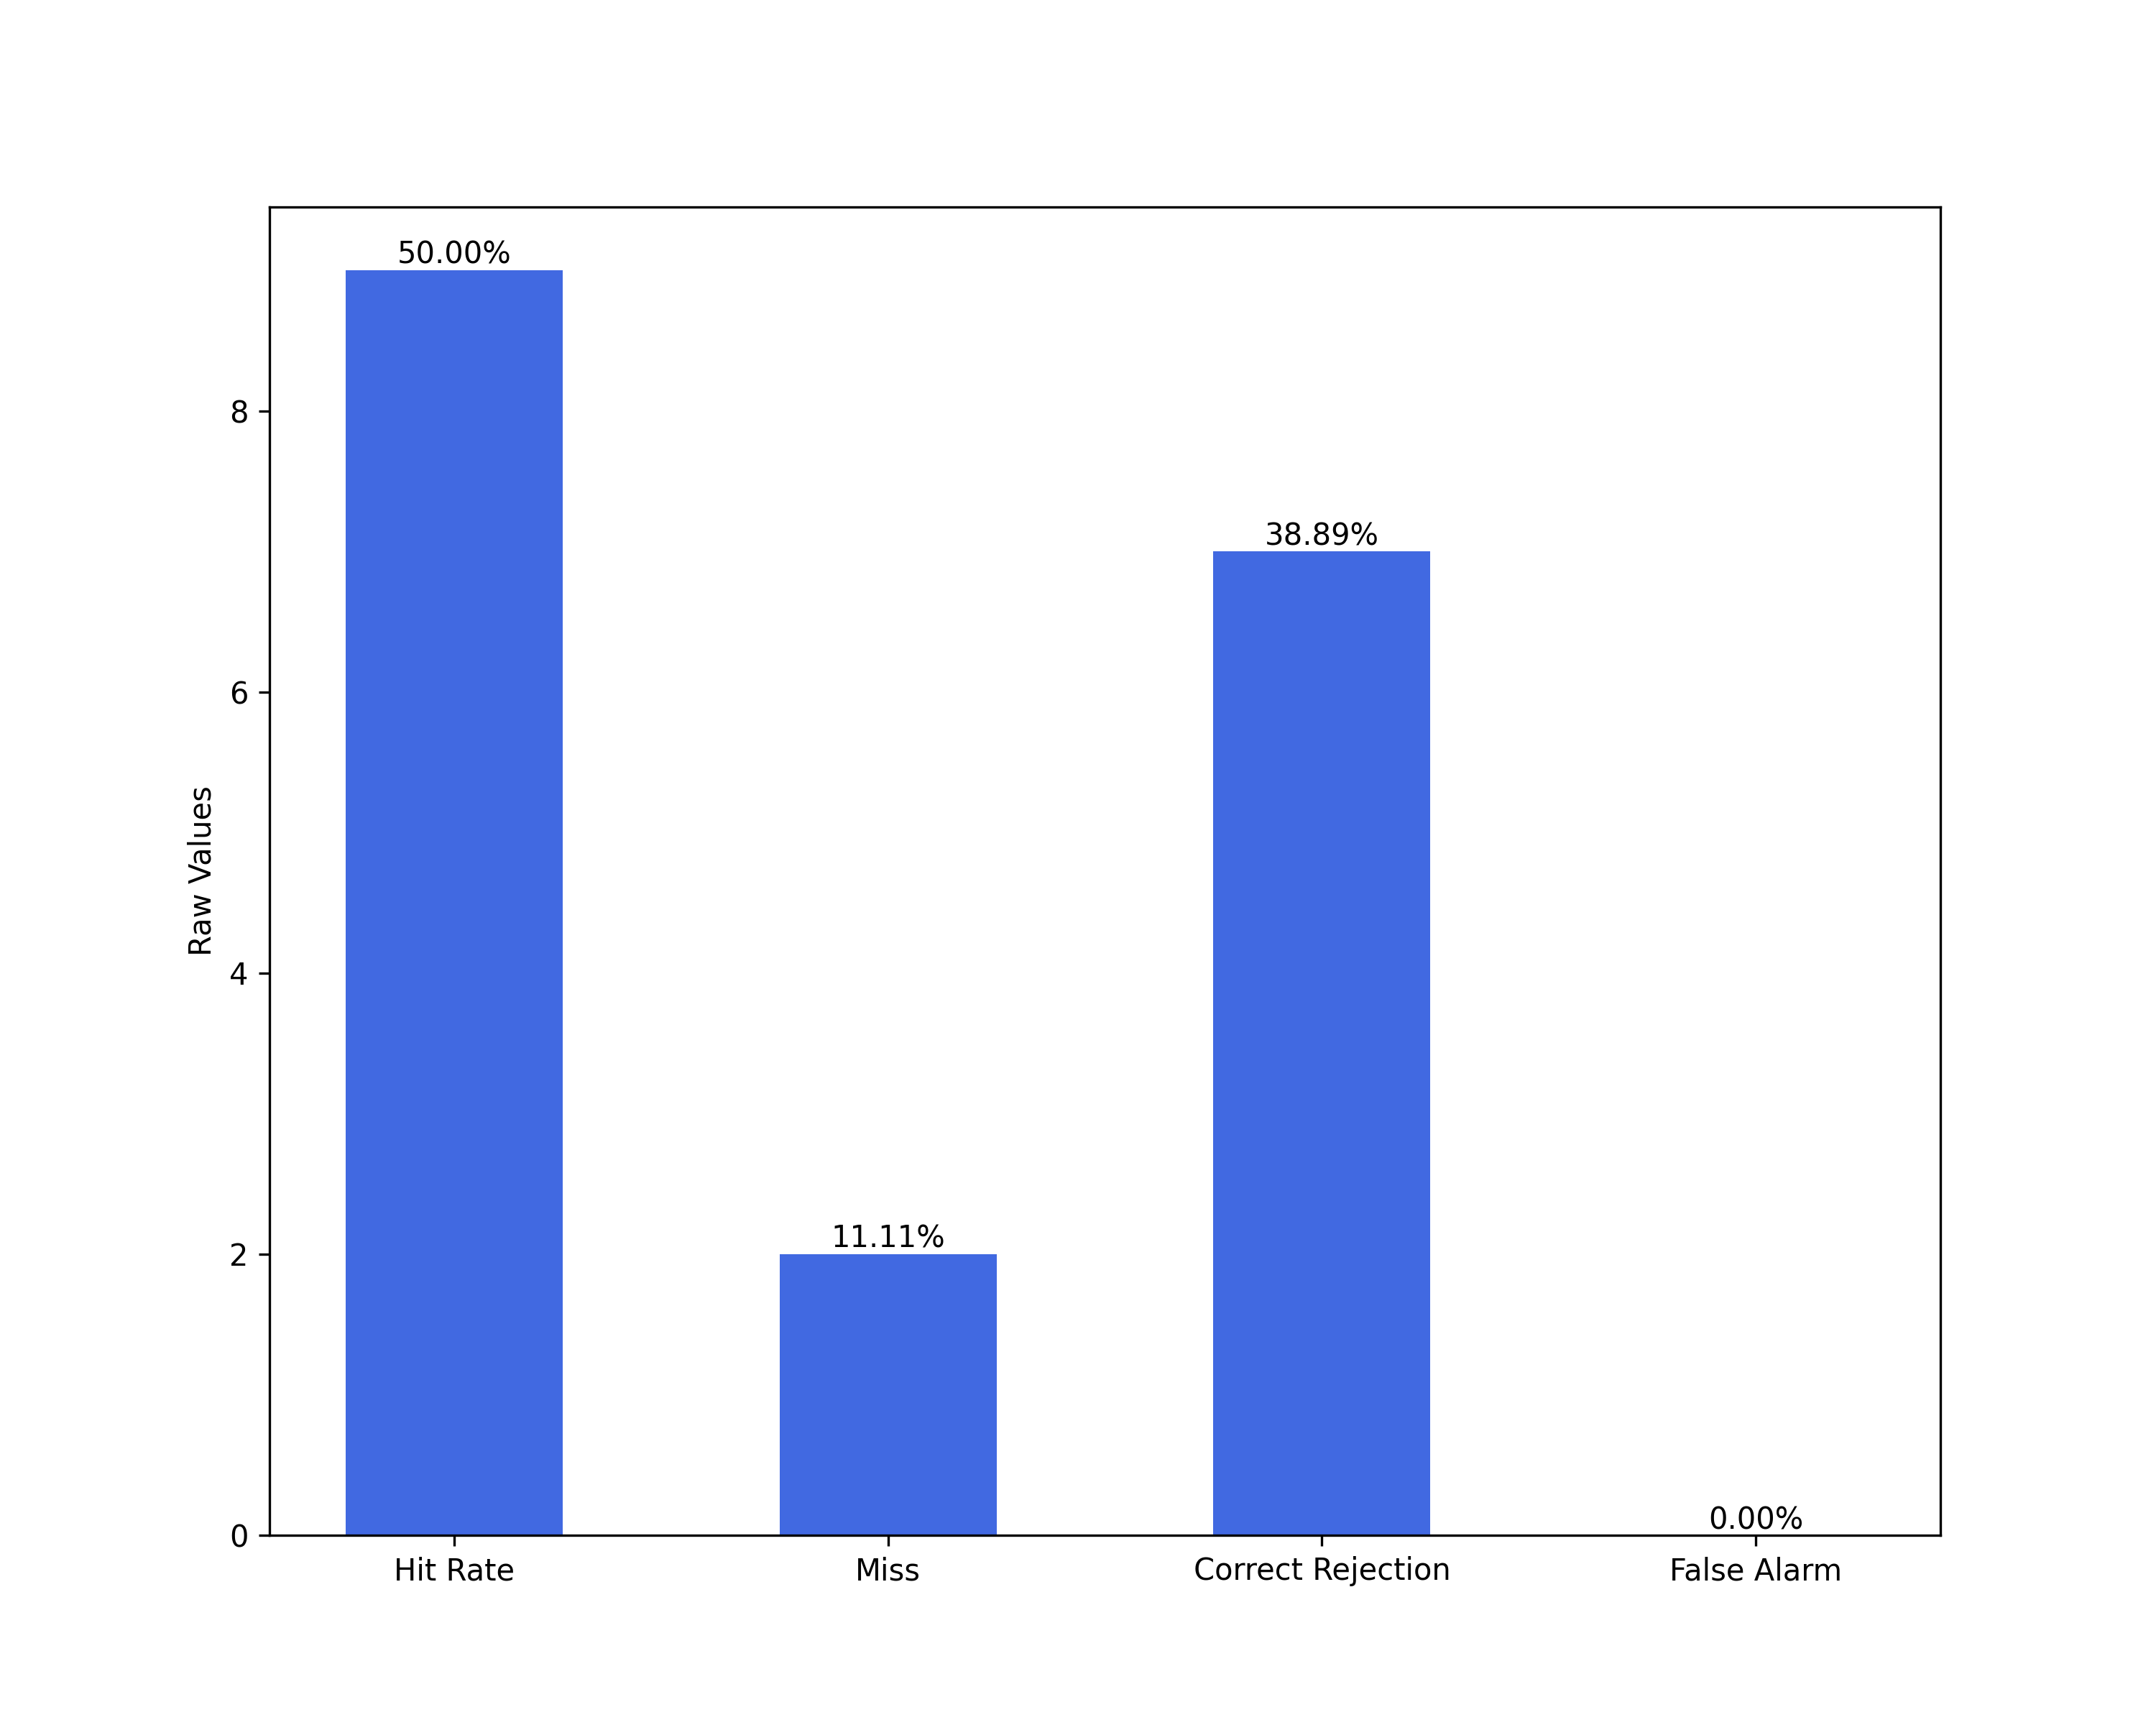 50.00%
8
38.89%
6
Raw Values
4
11.11%
2
0.00%
0
Hit Rate
Miss
Correct Rejection
False Alarm